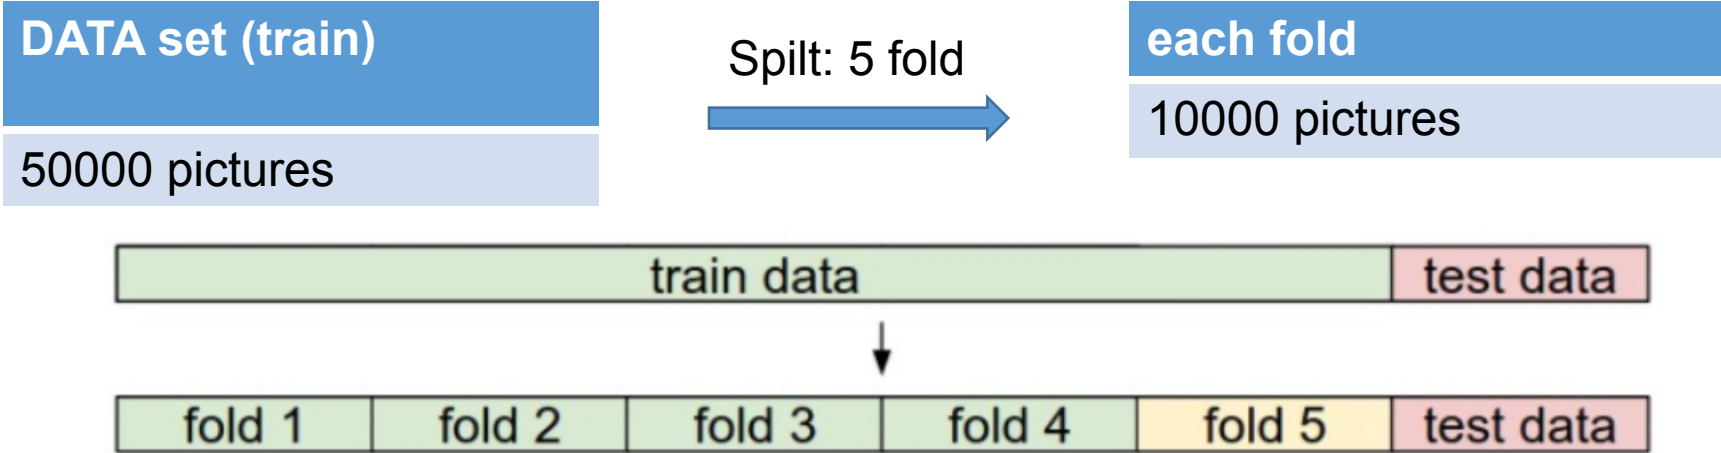 DATA set (train)
50000 pictures
Spilt: 5 fold
each fold
10000 pictures
train data
test data
fold 1
fold 2
fold 3
fold 4
fold 5
test data